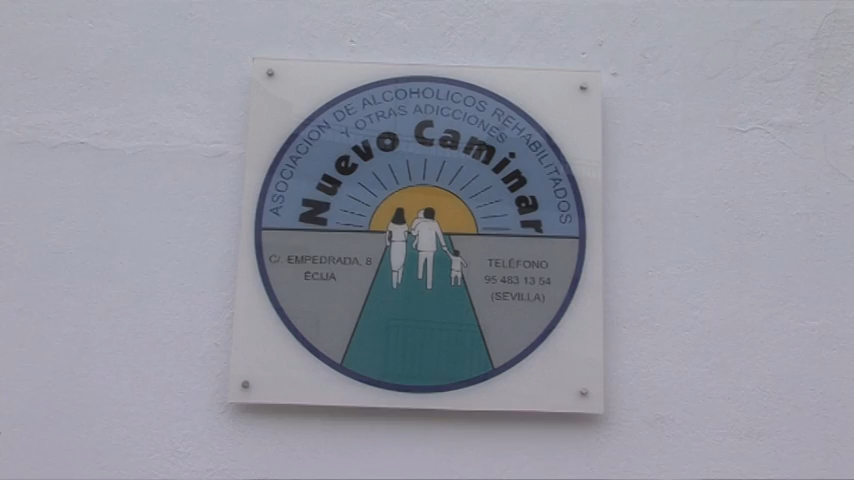 ASOCIACION DE ALCOHOLICOS REHABILITADOS
Y OTRAS ADICCIONES
Nuevo Caminar
C/. EMPEDRADA, 8
ÉCIJA
TELÉFONO
95 483 13 54
(SEVILLA)